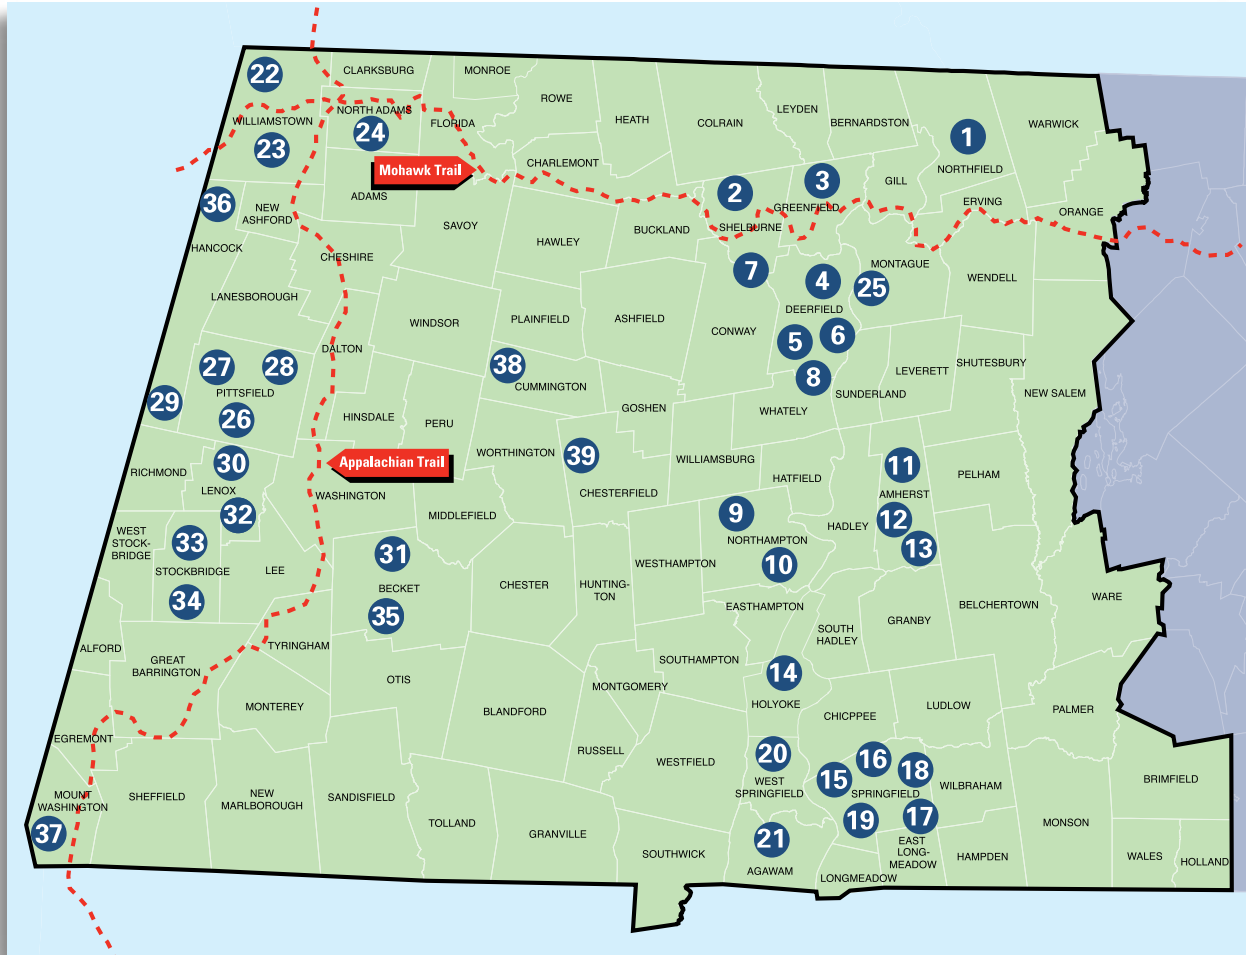 22
CLARKSBURG
MONROE
ROWE
NORTH ADAMS
WILLIAMSTOWN
24
FLORIDA
HEATH
COLRAIN
LEYDEN
BERNARDSTON
1
WARWICK
23
Mohawk Trail
CHARLEMONT
NORTHFIELD
2
3
GILL
ADAMS
36
NEW
ASHFORD
GREENFIELD
ERVING
ORANGE
SAVOY
BUCKLAND
SHELBURNE
HAWLEY
HANCOCK
CHESHIRE
7
4
25
MONTAGUE
WENDELL
LANESBOROUGH
DEERFIELD
WINDSOR
PLAINFIELD
ASHFIELD
CONWAY
5
6
DALTON
27
28
38
CUMMINGTON
8
LEVERETT
SHUTESBURY
PITTSFIELD
SUNDERLAND
NEW SALEM
29
26
HINSDALE
PERU
GOSHEN
WHATELY
30
Appalachian Trail
WORTHINGTON
39
WILLIAMSBURG
11
RICHMOND
HATFIELD
PELHAM
LENOX
WASHINGTON
CHESTERFIELD
AMHERST
32
MIDDLEFIELD
9
12
HADLEY
WEST
STOCK-
BRIDGE
33
31
NORTHAMPTON
13
STOCKBRIDGE
LEE
WESTHAMPTON
10
BECKET
CHESTER
HUNTING-
TON
34
35
EASTHAMPTON
BELCHERTOWN
WARE
GRANBY
SOUTH
HADLEY
ALFORD
TYRINGHAM
GREAT
BARRINGTON
SOUTHAMPTON
14
OTIS
MONTGOMERY
HOLYOKE
MONTEREY
BLANDFORD
CHICPPEE
LUDLOW
PALMER
EGREMONT
RUSSELL
20
16
18
WESTFIELD
15
WEST
SPRINGFIELD
SPRINGFIELD
WILBRAHAM
BRIMFIELD
MOUNT
WASHINGTON
SHEFFIELD
NEW
MARLBOROUGH
SANDISFIELD
37
TOLLAND
GRANVILLE
21
19
17
MONSON
EAST
LONG-
MEADOW
SOUTHWICK
AGAWAM
LONGMEADOW
HAMPDEN
WALES
HOLLAND